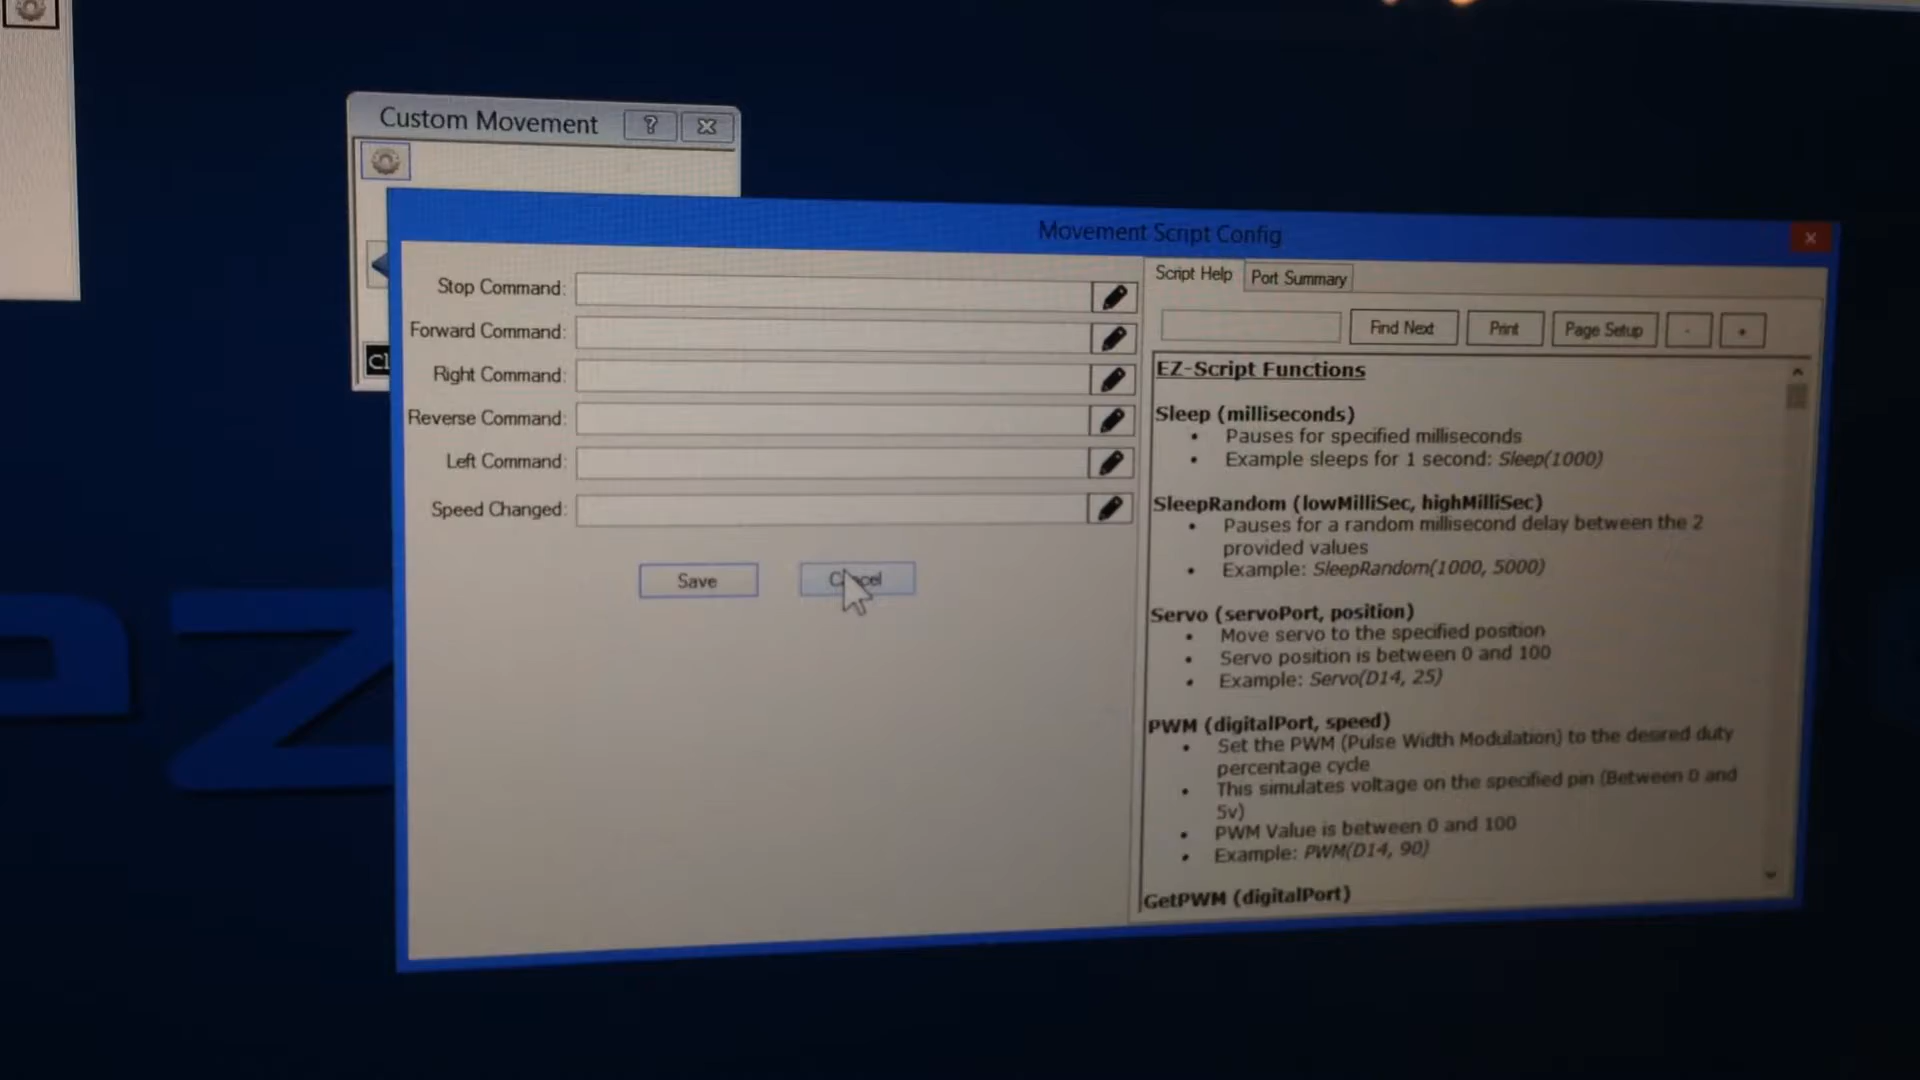 Custom Movement
?
Movement Script Config
Stop Command:
Forward Command:
Right Command:
Reverse Command:
Left Command:
Speed Changed:
Save
Cancel
Script Help
Port Summary
Find Next
Print
Page Setup
-
+
EZ-Script Functions
Sleep (milliseconds)
• Pauses for specified milliseconds
• Example sleeps for 1 second: Sleep(1000)
SleepRandom (lowMilliSec, highMilliSec)
• Pauses for a random millisecond delay between the 2
provided values
• Example: SleepRandom(1000, 5000)
Servo (servoPort, position)
• Move servo to the specified position
• Servo position is between 0 and 100
• Example: Servo(D14, 25)
PWM (digitalPort, speed)
• Set the PWM (Pulse Width Modulation) to the desired duty
percentage cycle
• This simulates voltage on the specified pin (Between 0 and
5v)
• PWM Value is between 0 and 100
• Example: PWM(D14, 90)
GetPWM (digitalPort)